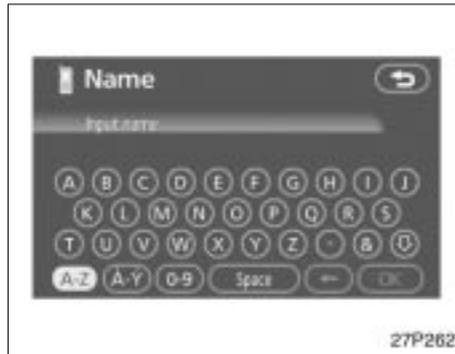 Name
Input name
A B C D E F G H I J
K L M N O P Q R S
T U V W X Y Z - &
A-Z À-Ý 0-9 Space ← OK
27P262